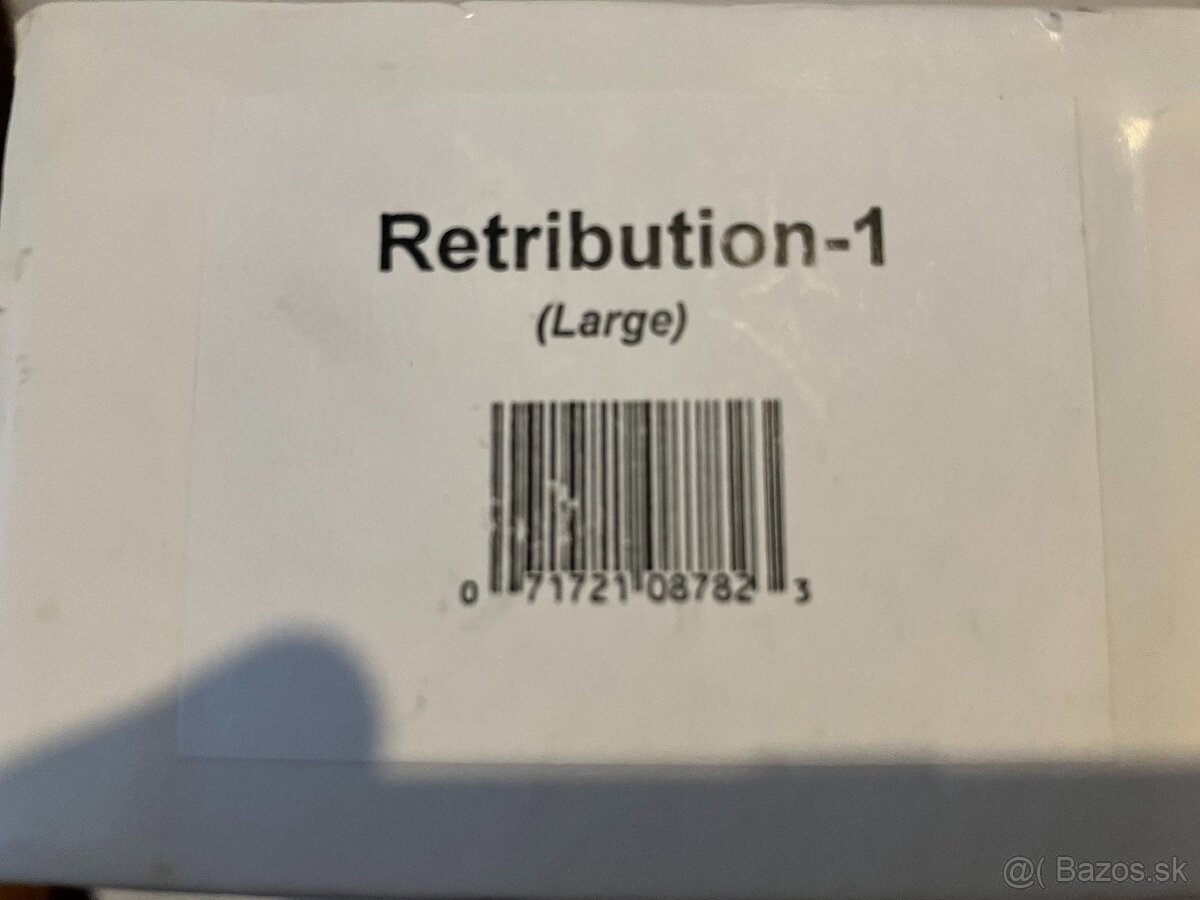 Retribution-1
(Large)
0 71721 08782 3
@( Bazos.sk